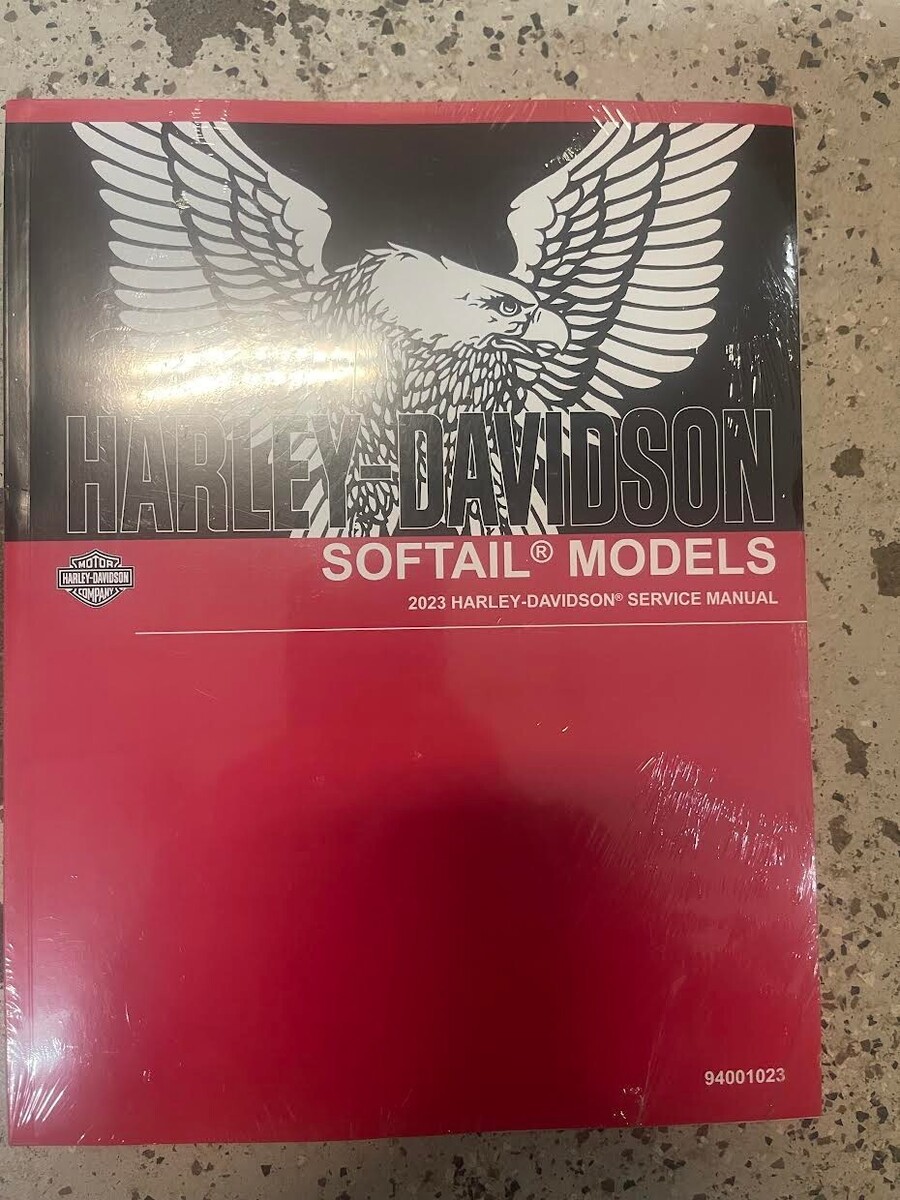 HARLEY-DAVIDSON
SOFTAIL® MODELS
2023 HARLEY-DAVIDSON® SERVICE MANUAL
MOTOR
HARLEY-DAVIDSON
COMPANY
94001023